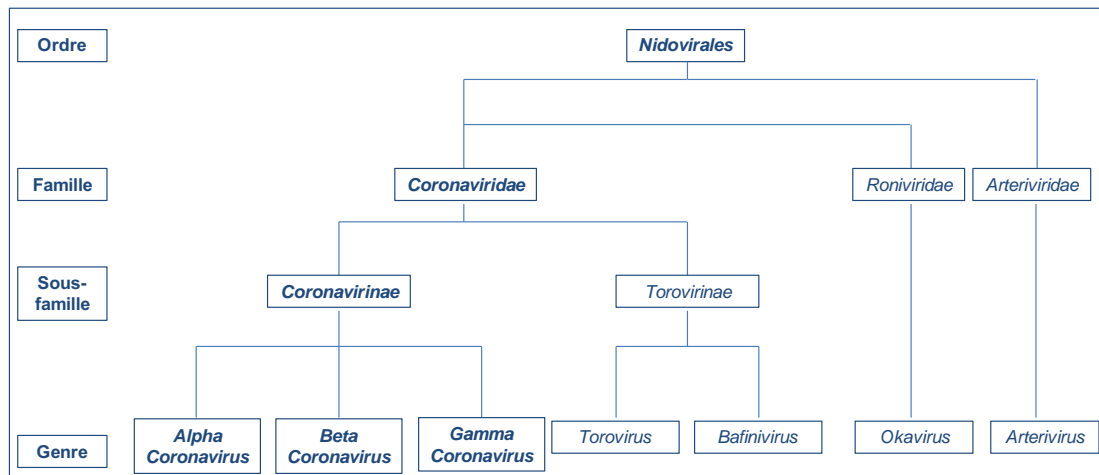 Ordre
Nidovirales
Famille
Coronaviridae
Roniviridae
Arteriviridae
Sous-
famille
Coronavirinae
Torovirinae
Genre
Alpha
Coronavirus
Beta
Coronavirus
Gamma
Coronavirus
Torovirus
Bafinivirus
Okavirus
Arterivirus